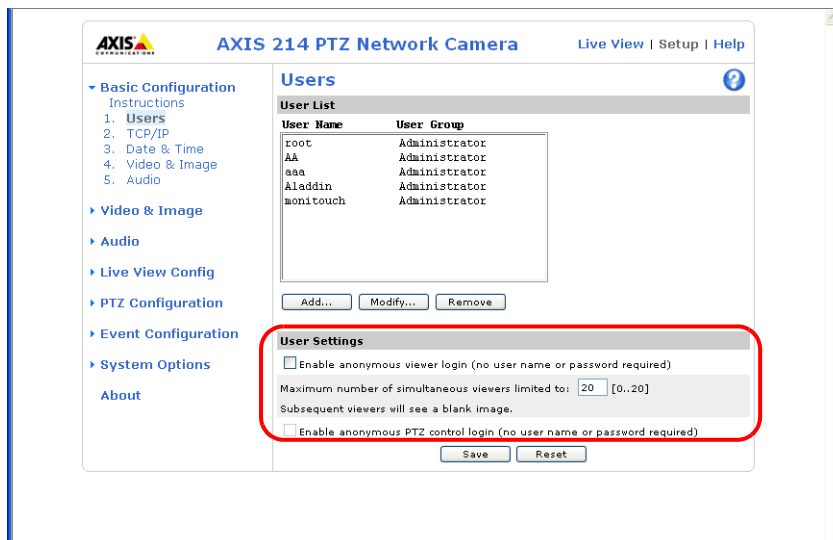 AXIS
COMMUNICATIONS
AXIS 214 PTZ Network Camera
Live View | Setup | Help
Basic Configuration
Instructions
1. Users
2. TCP/IP
3. Date & Time
4. Video & Image
5. Audio
Video & Image
Audio
Live View Config
PTZ Configuration
Event Configuration
System Options
About
Users
?
User List
User Name User Group
root Administrator
AA Administrator
aaa Administrator
Aladdin Administrator
monitouch Administrator
Add... Modify... Remove
User Settings
Enable anonymous viewer login (no user name or password required)
Maximum number of simultaneous viewers limited to: 20 [0..20]
Subsequent viewers will see a blank image.
Enable anonymous PTZ control login (no user name or password required)
Save Reset